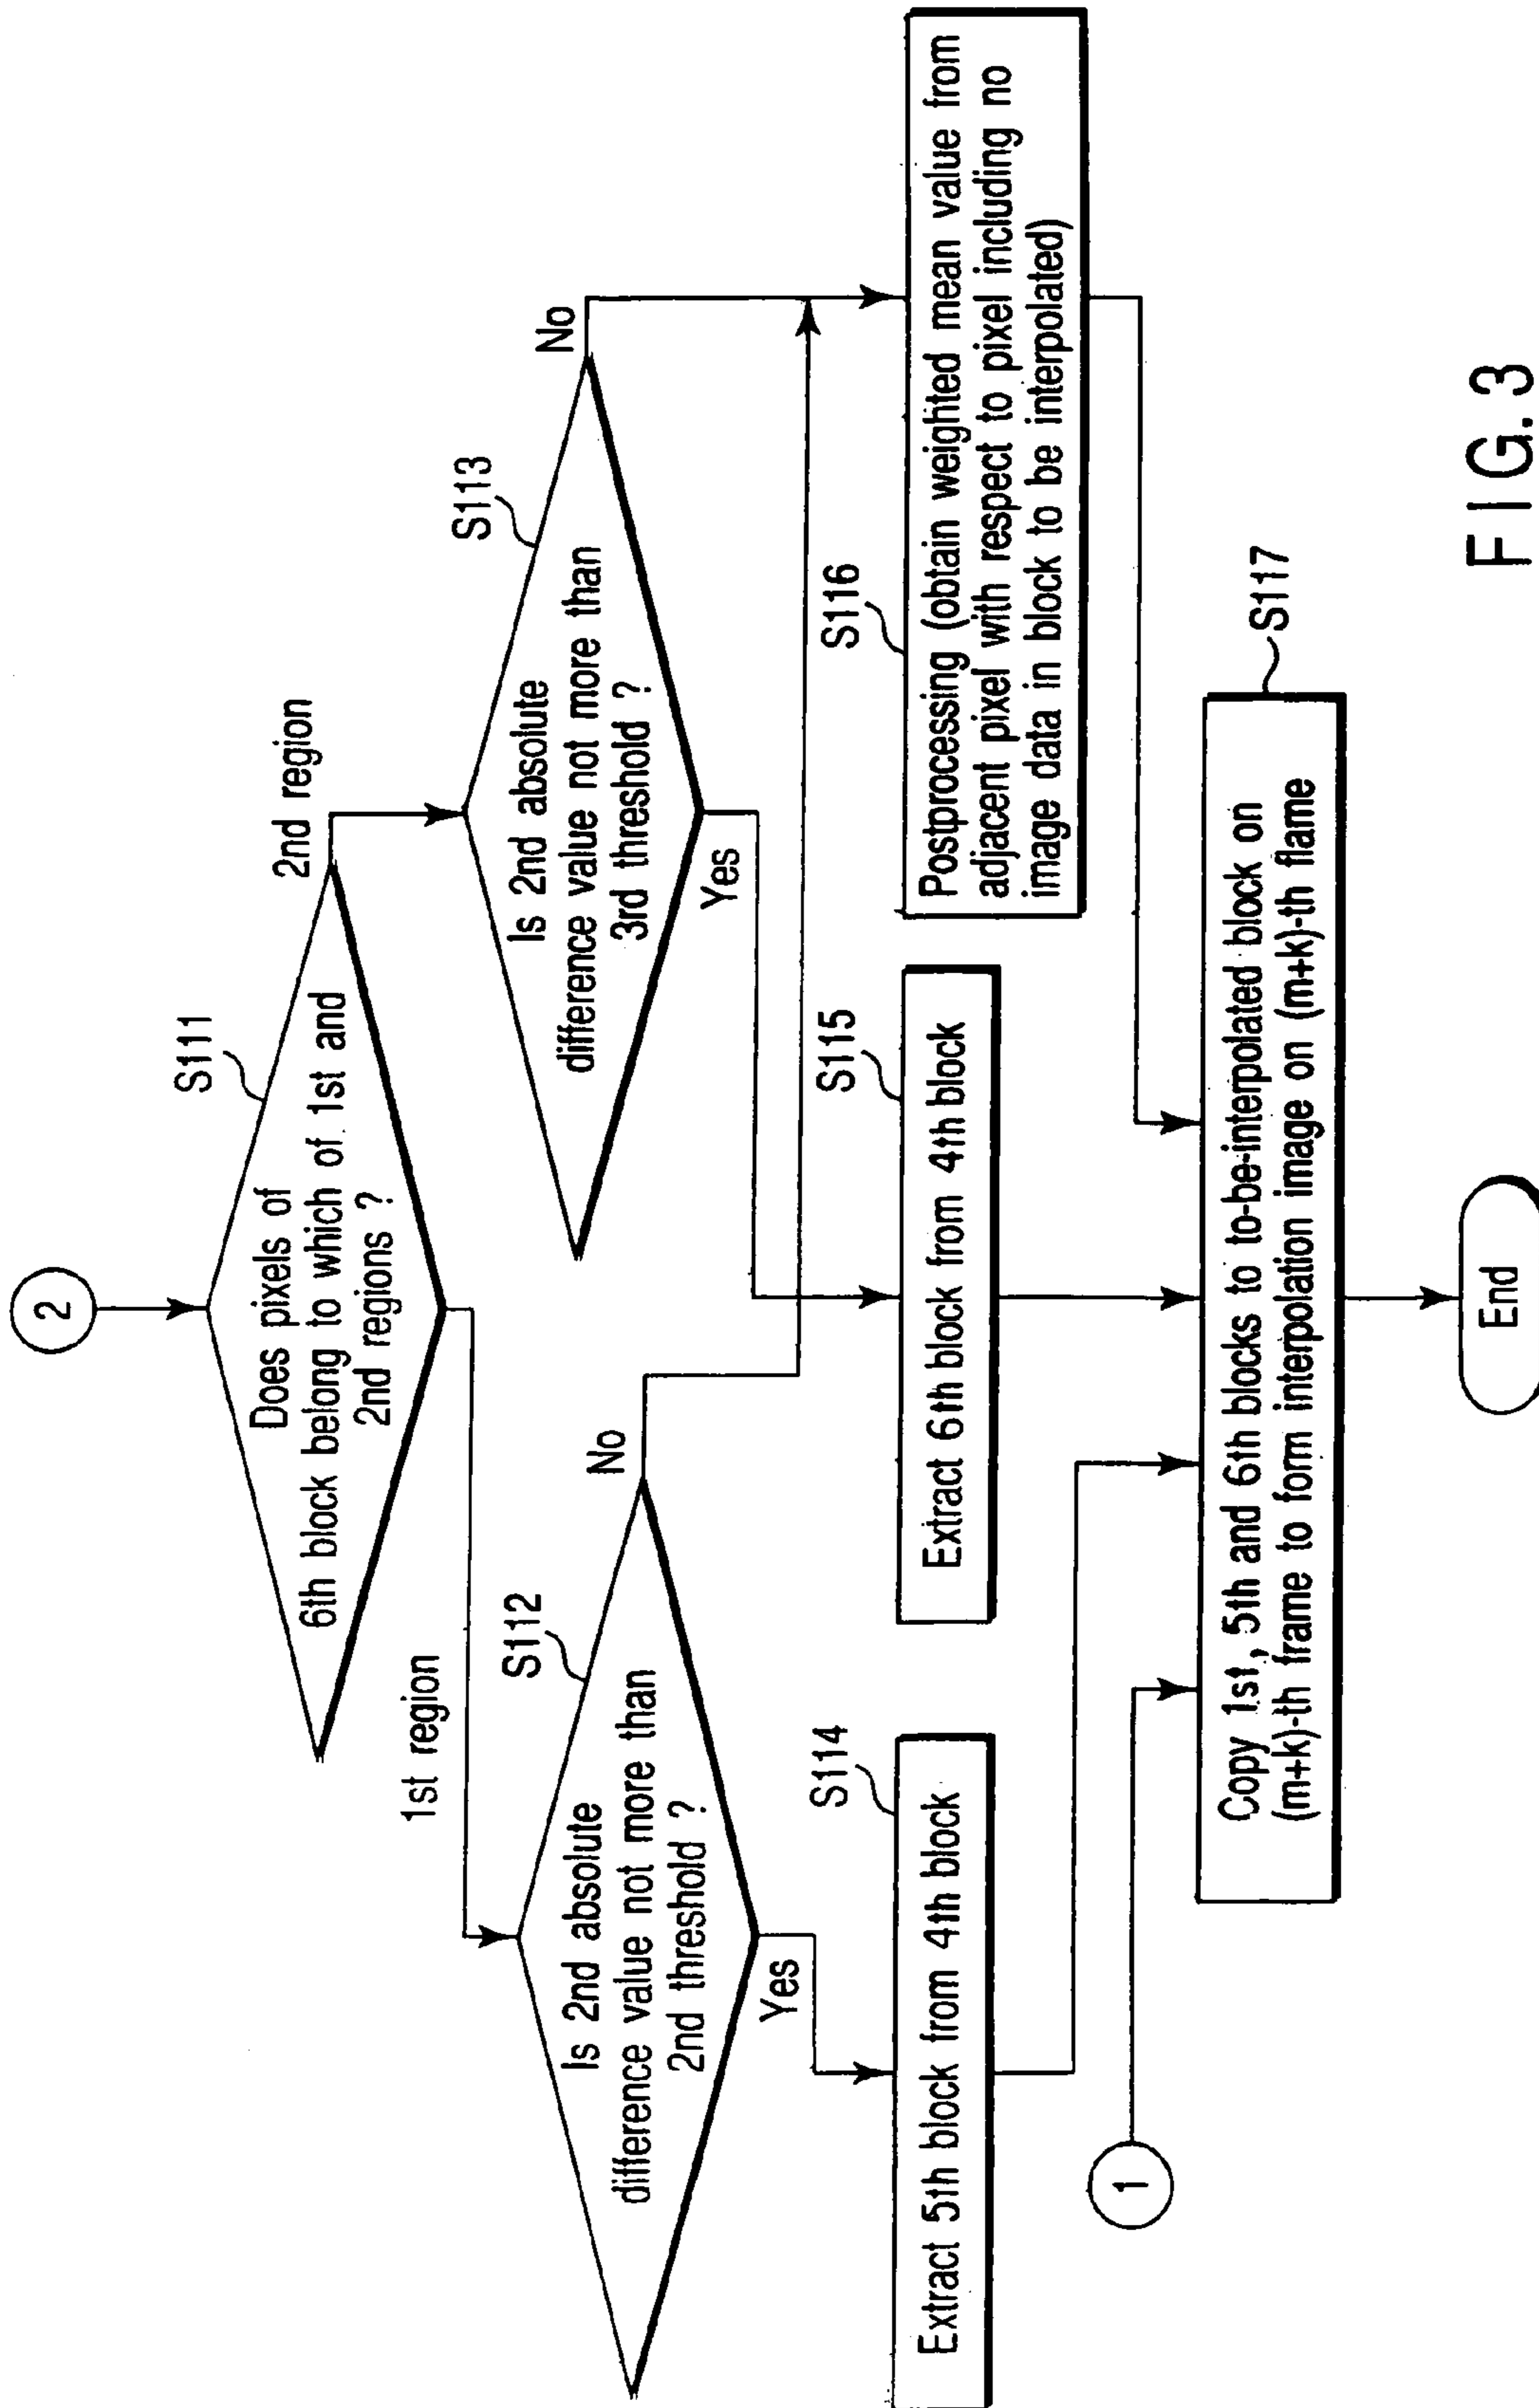 2
S111
Does pixels of
6th block belong to which of 1st and
2nd regions ?
1st region
2nd region
S112
Is 2nd absolute
difference value not more than
2nd threshold ?
No
Yes
S113
Is 2nd absolute
difference value not more than
3rd threshold ?
No
Yes
S114
Extract 5th block from 4th block
S115
Extract 6th block from 4th block
S116
Postprocessing (obtain weighted mean value from
adjacent pixel with respect to pixel including no
image data in block to be interpolated)
1
S117
Copy 1st, 5th and 6th blocks to to-be-interpolated block on
(m+k)-th frame to form interpolation image on (m+k)-th flame
End
FIG. 3